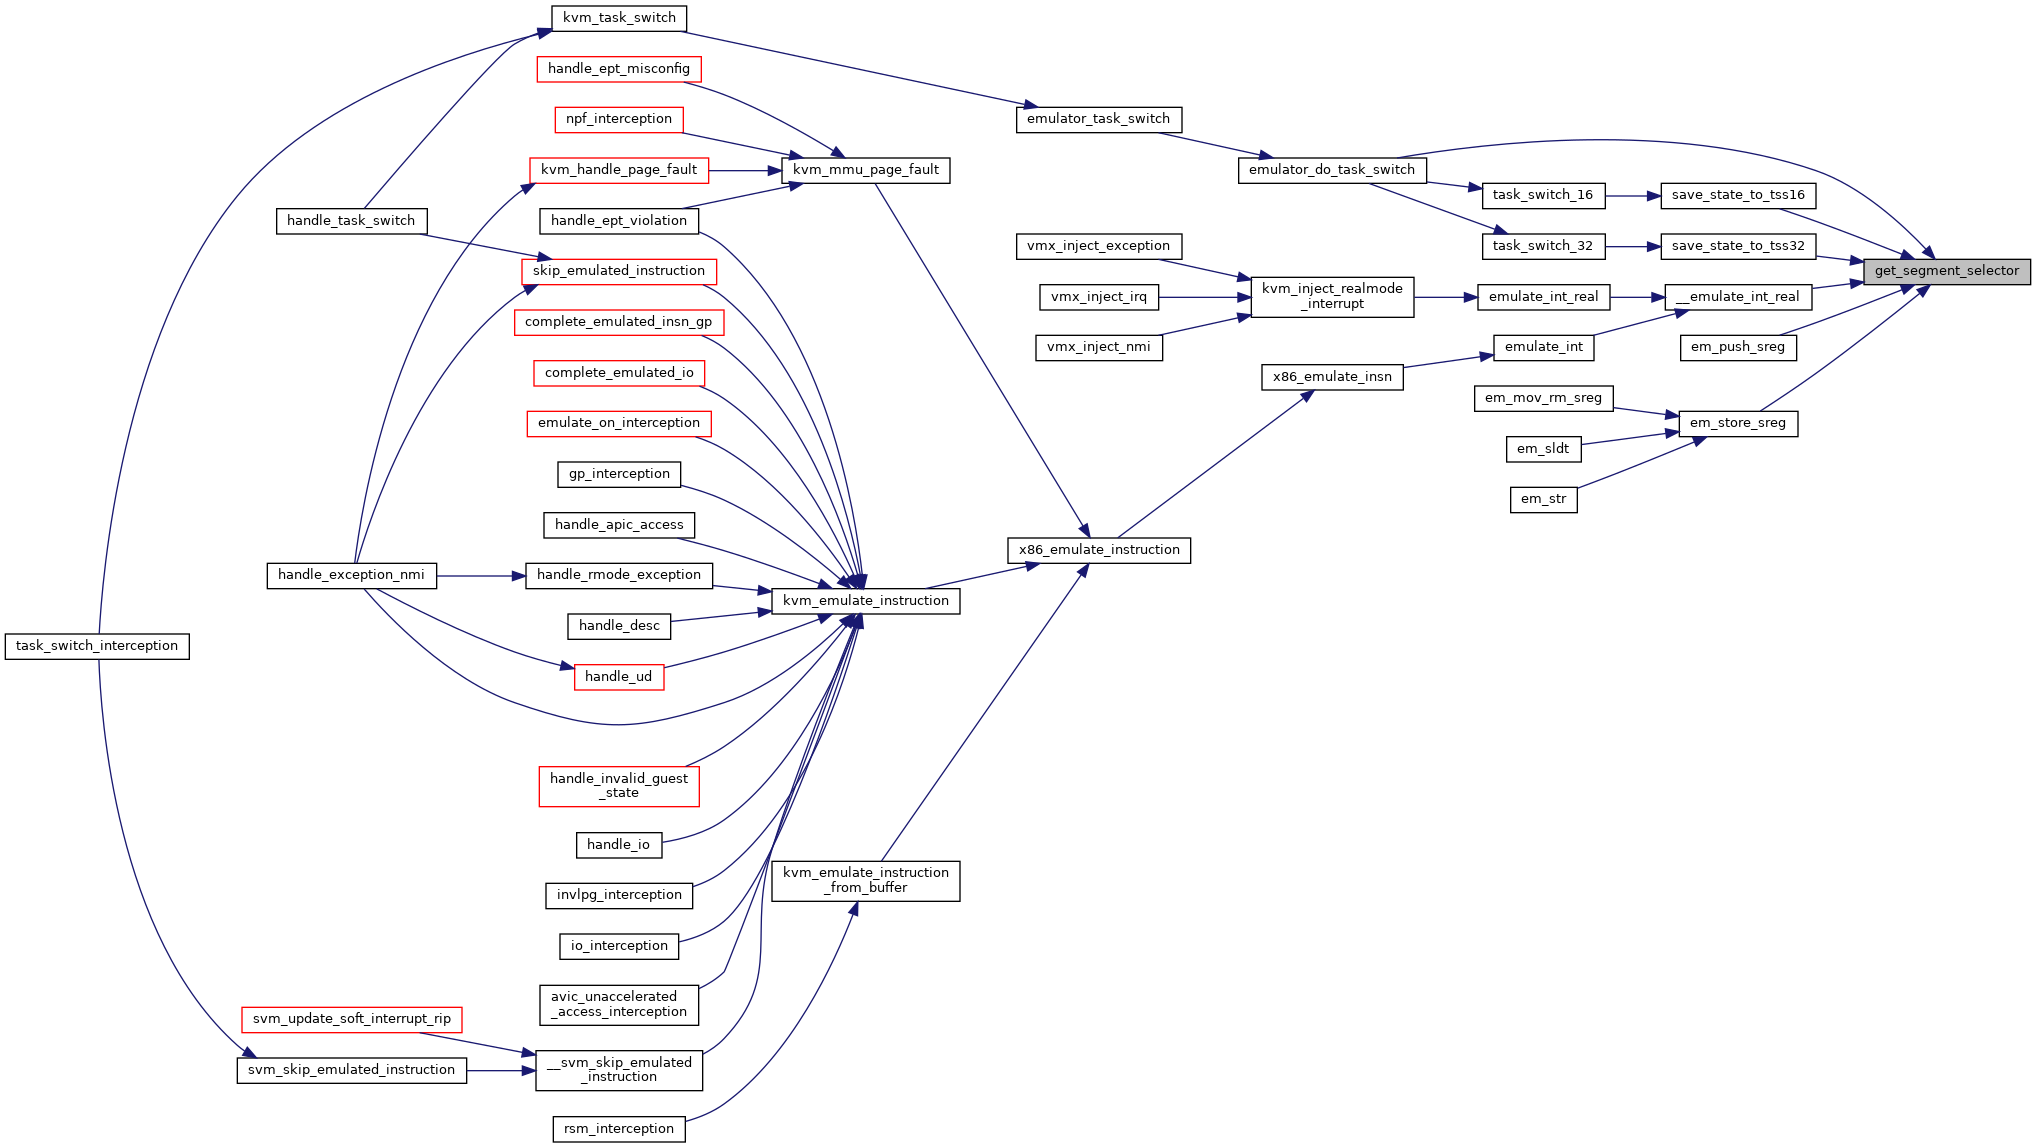 kvm_task_switch
handle_ept_misconfig
npf_interception
emulator_task_switch
kvm_handle_page_fault
kvm_mmu_page_fault
emulator_do_task_switch
task_switch_16
save_state_to_tss16
handle_task_switch
handle_ept_violation
vmx_inject_exception
task_switch_32
save_state_to_tss32
skip_emulated_instruction
get_segment_selector
vmx_inject_irq
kvm_inject_realmode
_interrupt
emulate_int_real
__emulate_int_real
complete_emulated_insn_gp
vmx_inject_nmi
emulate_int
em_push_sreg
complete_emulated_io
x86_emulate_insn
em_mov_rm_sreg
emulate_on_interception
em_store_sreg
em_sldt
gp_interception
em_str
handle_apic_access
x86_emulate_instruction
handle_exception_nmi
handle_rmode_exception
kvm_emulate_instruction
handle_desc
task_switch_interception
handle_ud
handle_invalid_guest
_state
handle_io
kvm_emulate_instruction
_from_buffer
invlpg_interception
io_interception
avic_unaccelerated
_access_interception
svm_update_soft_interrupt_rip
svm_skip_emulated_instruction
__svm_skip_emulated
_instruction
rsm_interception